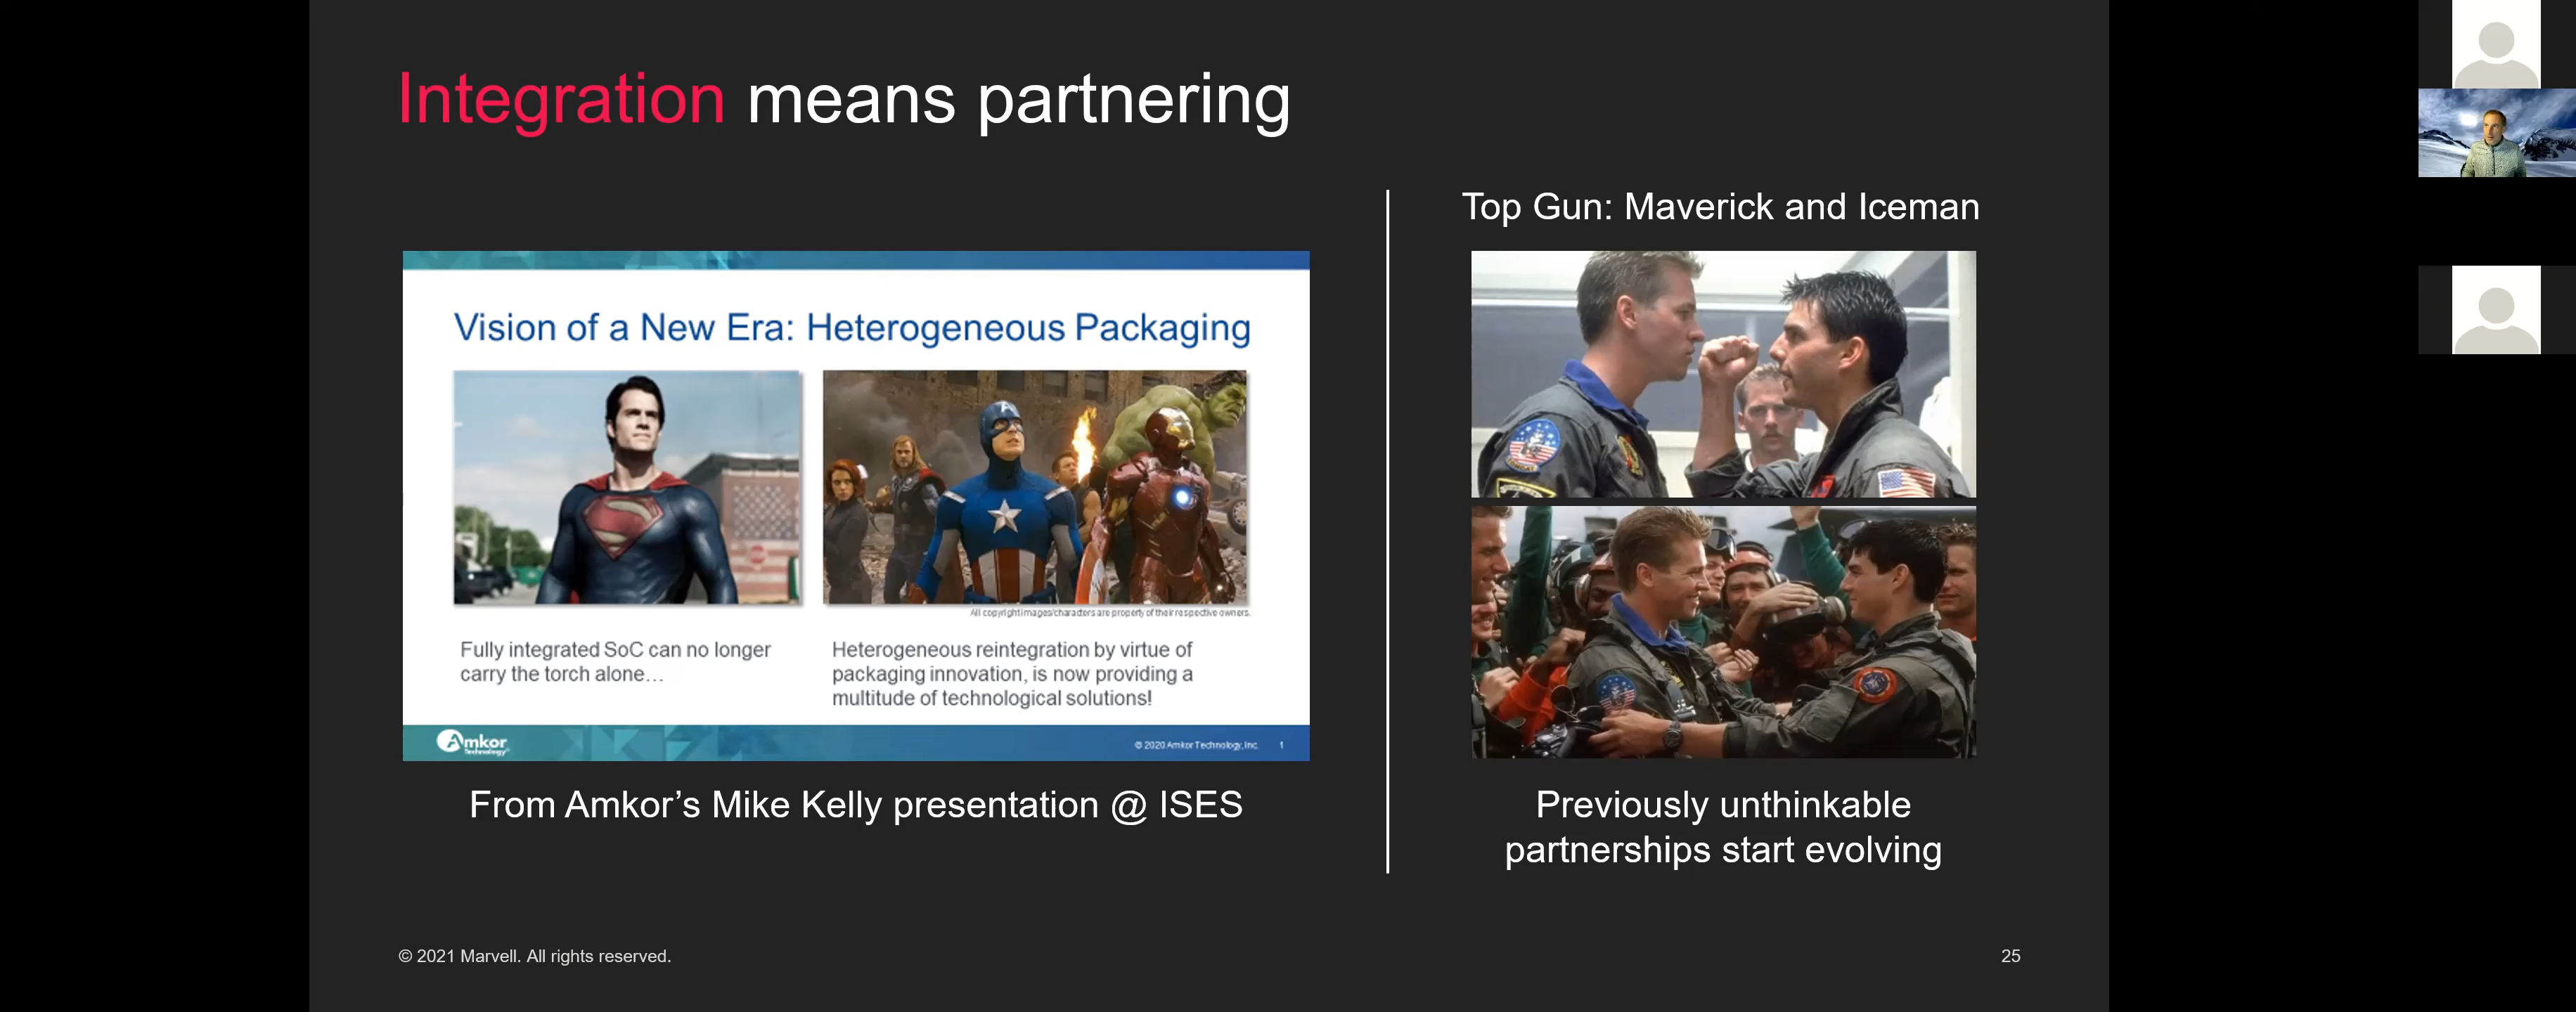 Integration means partnering
Vision of a New Era: Heterogeneous Packaging
All copyright images/characters are property of their respective owners.
Fully integrated SoC can no longer
carry the torch alone…
Heterogeneous reintegration by virtue of
packaging innovation, is now providing a
multitude of technological solutions!
Amkor
Technology®
© 2020 Amkor Technology, Inc.
1
From Amkor’s Mike Kelly presentation @ ISES
Top Gun: Maverick and Iceman
Previously unthinkable
partnerships start evolving
© 2021 Marvell. All rights reserved.
25